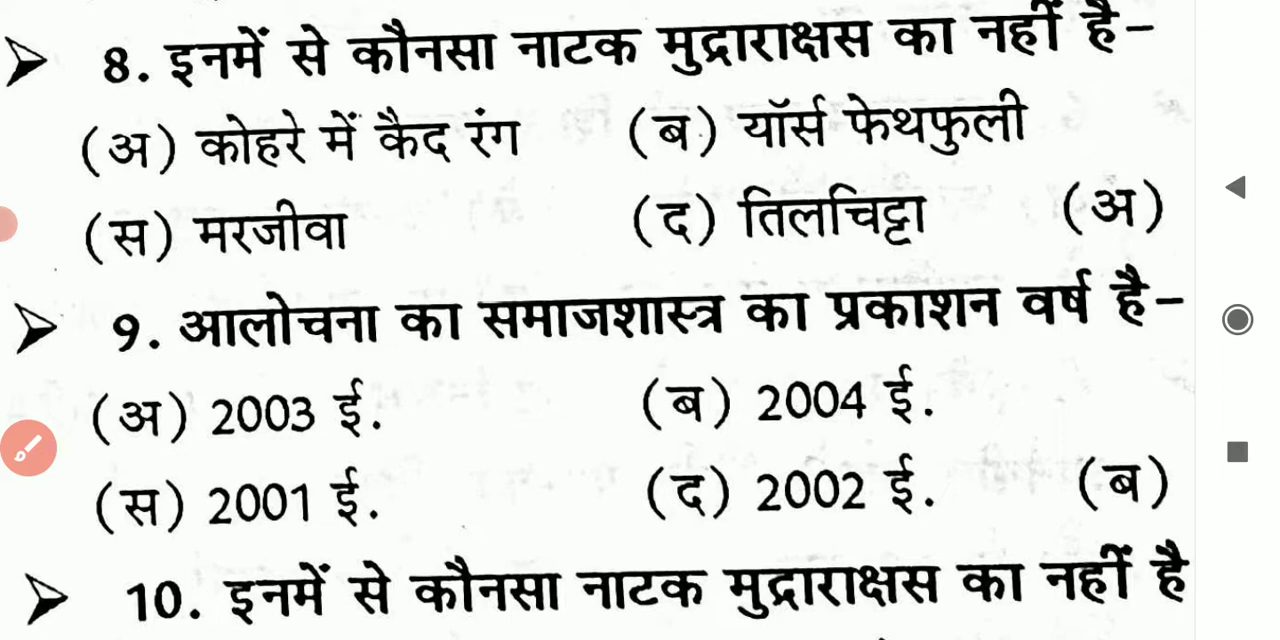 8. इनमें से कौनसा नाटक मुद्राराक्षस का नहीं है-
(अ) कोहरे में कैद रंग (ब) यॉर्स फेथफुली
(स) मरजीवा (द) तिलचिट्टा (अ)
9. आलोचना का समाजशास्त्र का प्रकाशन वर्ष है-
(अ) 2003 ई. (ब) 2004 ई.
(स) 2001 ई. (द) 2002 ई. (ब)
10. इनमें से कौनसा नाटक मुद्राराक्षस का नहीं है